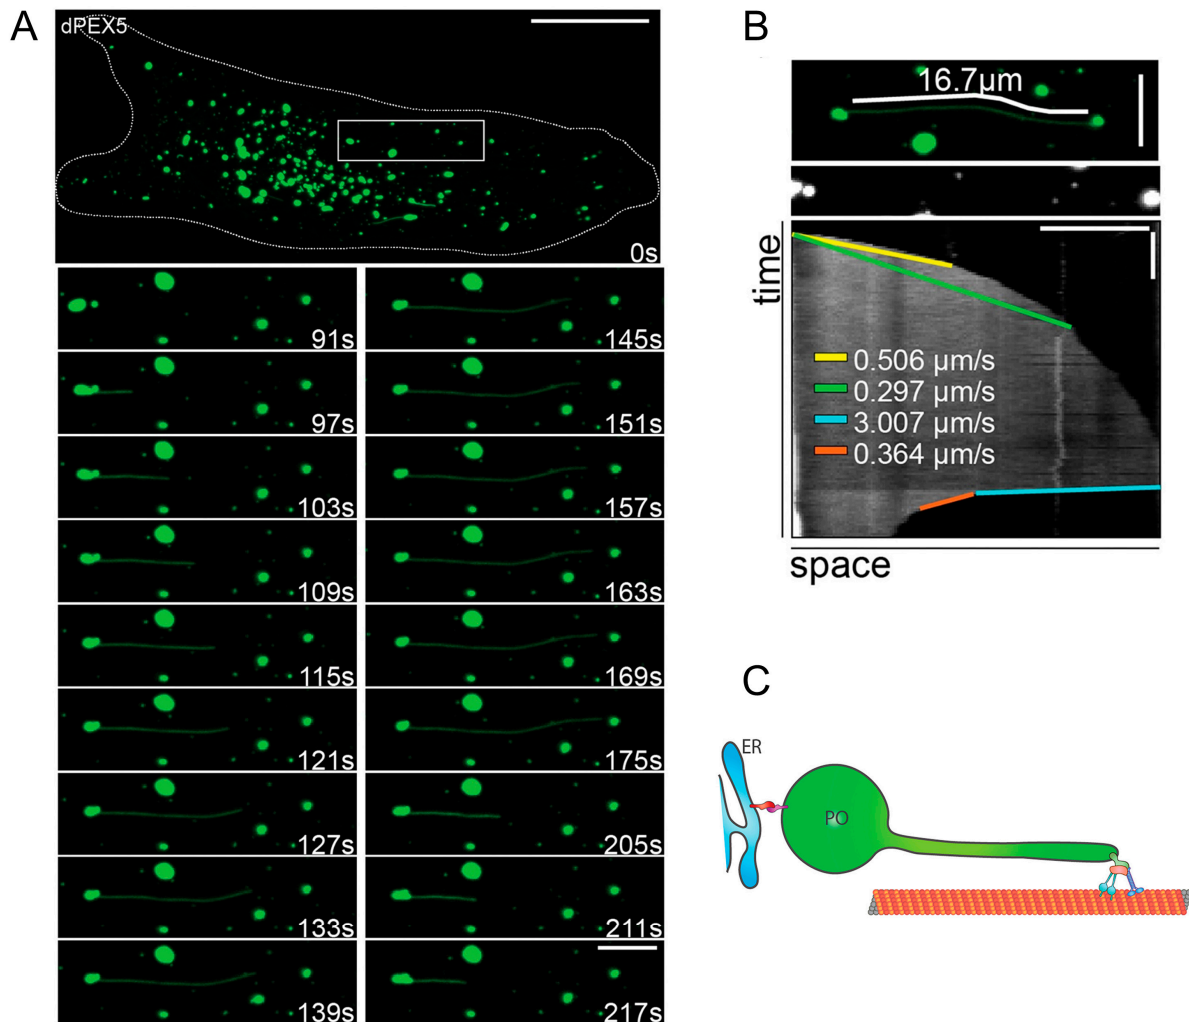 A
dPEX5
0s
91s
97s
103s
109s
115s
121s
127s
133s
139s
145s
151s
157s
163s
169s
175s
205s
211s
217s
B
16.7µm
time
0.506 µm/s
0.297 µm/s
3.007 µm/s
0.364 µm/s
space
C
ER
PO